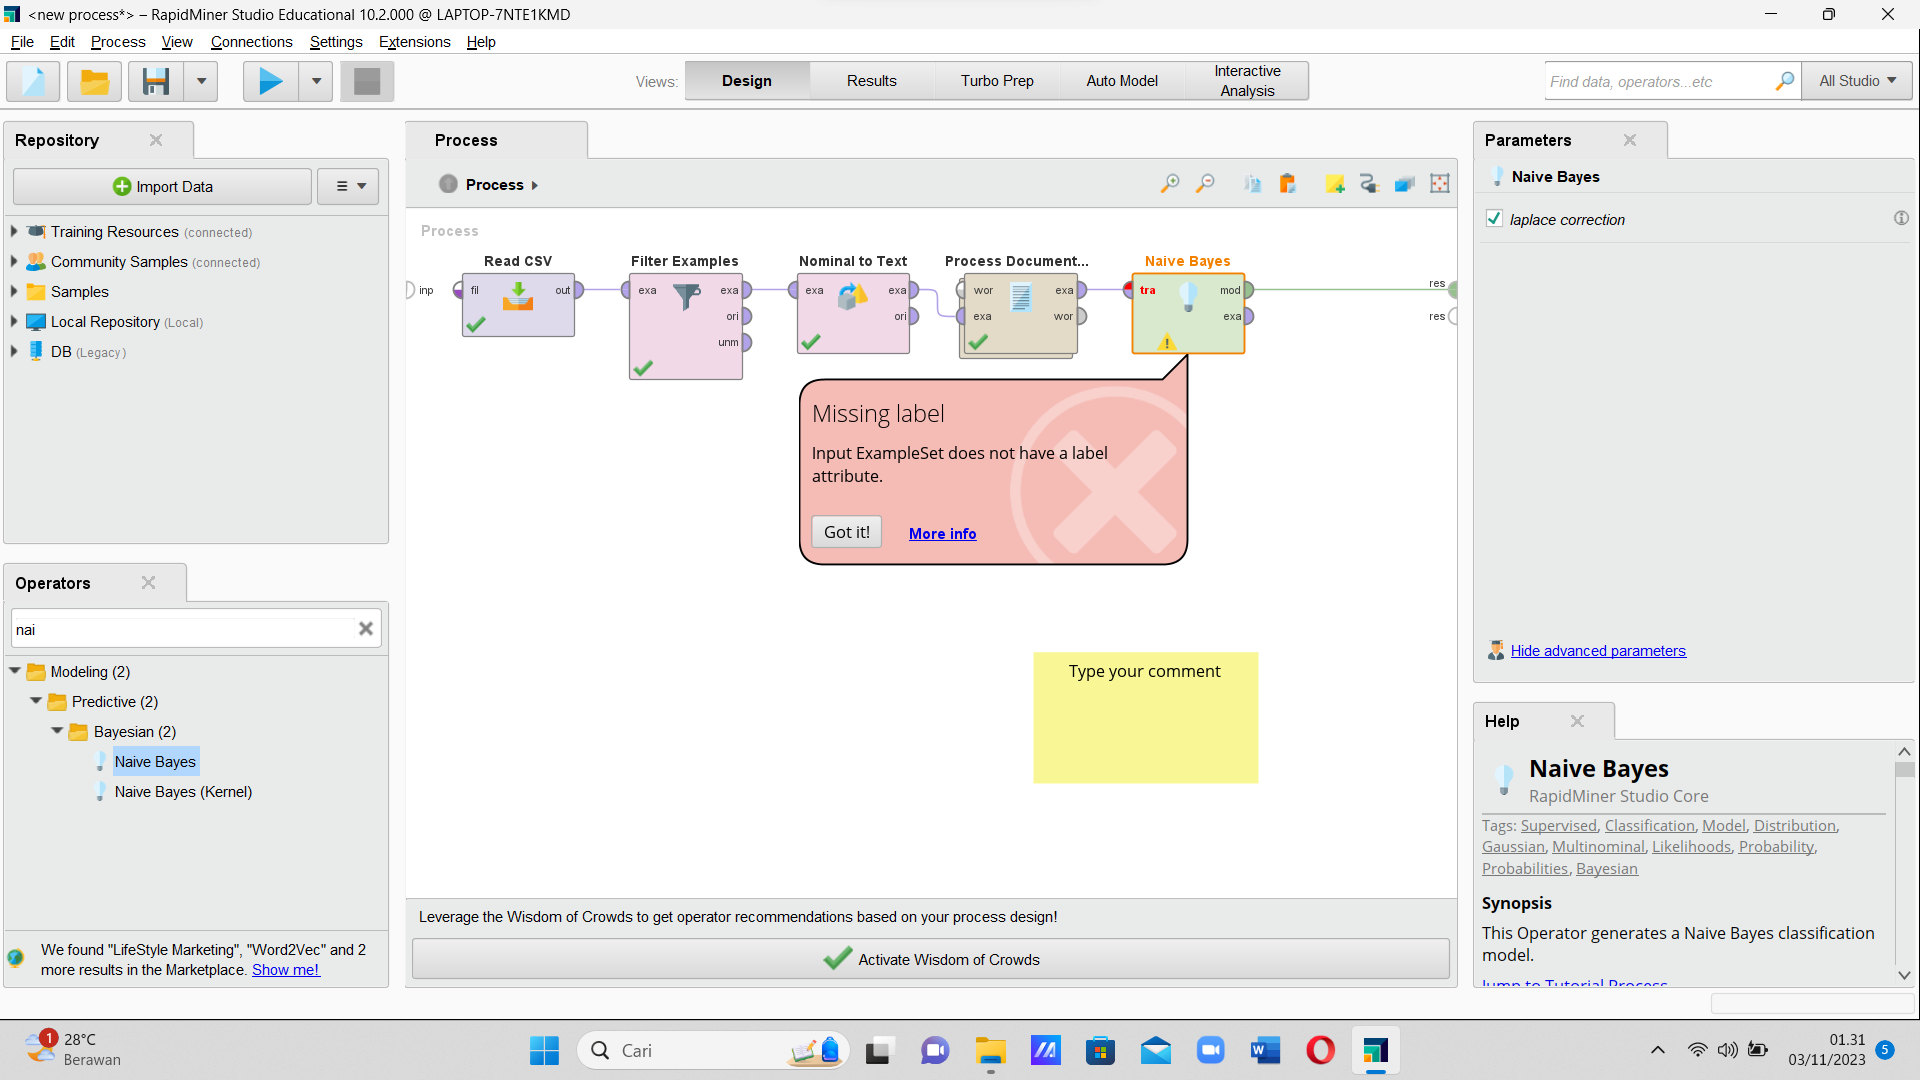 <new process*> – RapidMiner Studio Educational 10.2.000 @ LAPTOP-7NTE1KMD
File Edit Process View Connections Settings Extensions Help
Views: Design Results Turbo Prep Auto Model Interactive Analysis
Find data, operators...etc All Studio
Repository
Import Data
Training Resources (connected)
Community Samples (connected)
Samples
Local Repository (Local)
DB (Legacy)
Operators
nai
Modeling (2)
Predictive (2)
Bayesian (2)
Naive Bayes
Naive Bayes (Kernel)
We found "LifeStyle Marketing", "Word2Vec" and 2
more results in the Marketplace. Show me!
Process
Process
Process
Read CSV Filter Examples Nominal to Text Process Document... Naive Bayes
inp fil out exa exa exa exa wor exa tra mod res
ori ori exa wor exa res
unm
Missing label
Input ExampleSet does not have a label
attribute.
Got it! More info
Type your comment
Leverage the Wisdom of Crowds to get operator recommendations based on your process design!
Activate Wisdom of Crowds
Parameters
Naive Bayes
laplace correction
Hide advanced parameters
Help
Naive Bayes
RapidMiner Studio Core
Tags: Supervised, Classification, Model, Distribution,
Gaussian, Multinominal, Likelihoods, Probability,
Probabilities, Bayesian
Synopsis
This Operator generates a Naive Bayes classification
model.
Jump to Tutorial Process
1
28°C
Berawan
Cari
01.31
03/11/2023
5